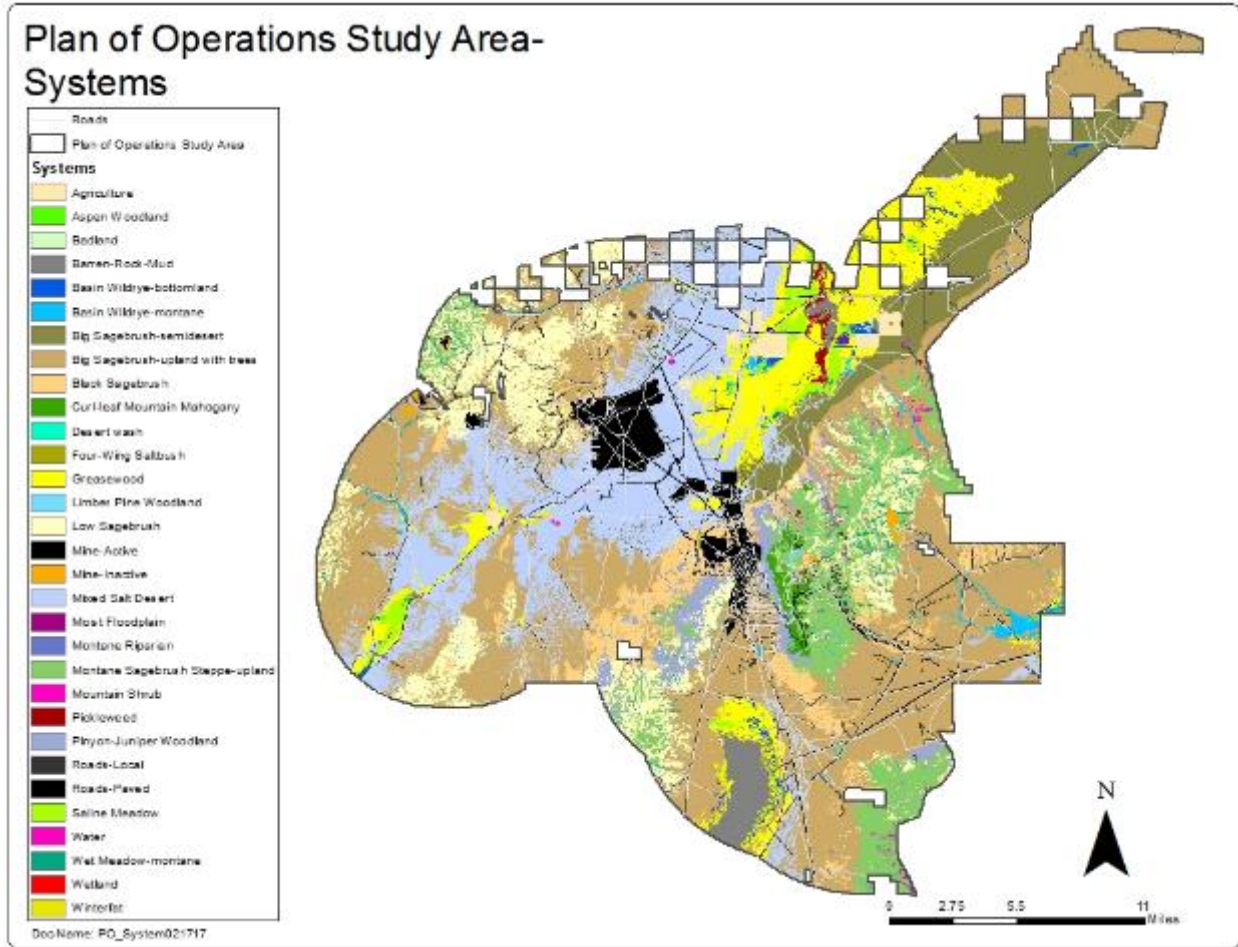 Plan of Operations Study Area-
Systems
Roads
Plan of Operations Study Area
Systems
Agriculture
Aspen Woodland
Badland
Barren-Rock-Mud
Basin Wildrye-bottomland
Basin Wildrye-montane
Big Sagebrush-semidesert
Big Sagebrush-upland with trees
Black Sagebrush
Curl-leaf Mountain Mahogany
Desert wash
Four-Wing Saltbush
Greasewood
Limber Pine Woodland
Low Sagebrush
Mine-Active
Mine-Inactive
Mixed Salt Desert
Moist Floodplain
Montane Riparian
Montane Sagebrush Steppe-upland
Mountain Shrub
Pickleweed
Pinyon-Juniper Woodland
Roads-Local
Roads-Paved
Saline Meadow
Water
Wet Meadow-montane
Wetland
Winterfat
Doc Name: PO_System021717
N
0 2.75 5.5 11
Miles